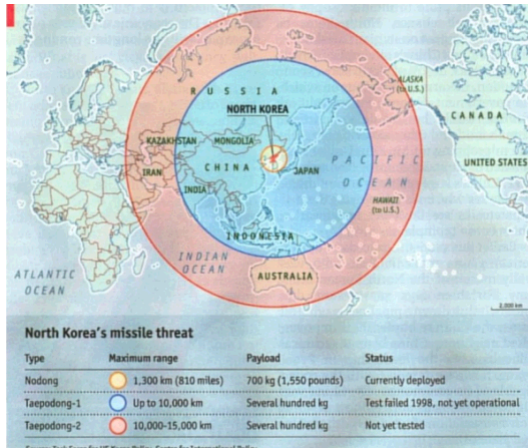 ALASKA
(to U.S.)
RUSSIA
CANADA
NORTH KOREA
KAZAKHSTAN
MONGOLIA
PACIFIC
UNITED STATES
CHINA
JAPAN
IRAN
OCEAN
INDIA
HAWAII
(to U.S.)
INDONESIA
INDIAN
OCEAN
ATLANTIC
OCEAN
AUSTRALIA
2,000 km
North Korea's missile threat
Type Maximum range Payload Status
Nodong 1,300 km (810 miles) 700 kg (1,550 pounds) Currently deployed
Taepodong-1 Up to 10,000 km Several hundred kg Test failed 1998, not yet operational
Taepodong-2 10,000-15,000 km Several hundred kg Not yet tested